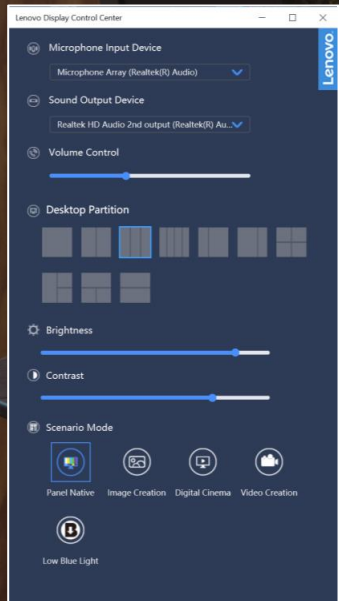 Lenovo Display Control Center
Lenovo
Microphone Input Device
Microphone Array (Realtek(R) Audio)
Sound Output Device
Realtek HD Audio 2nd output (Realtek(R) Au...
Volume Control
Desktop Partition
Brightness
Contrast
Scenario Mode
Panel Native
Image Creation
Digital Cinema
Video Creation
B
Low Blue Light